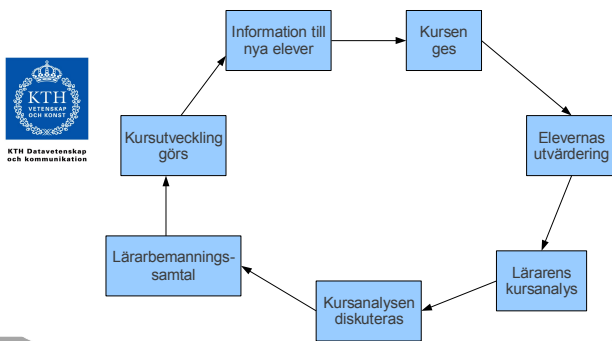 Information till
nya elever
Kursen
ges
KTH
VETENSKAP
OCH KONST
KTH Datavetenskap
och kommunikation
Kursutveckling
görs
Elevernas
utvärdering
Lärarbemannings-
samtal
Lärarens
kursanalys
Kursanalysen
diskuteras